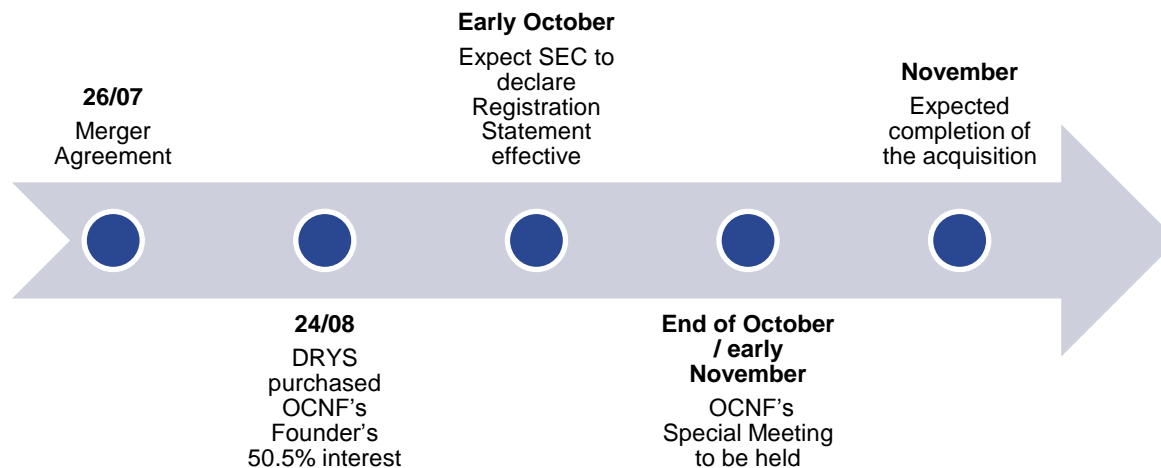 26/07
Merger
Agreement
24/08
DRYS
purchased
OCNF’s
Founder’s
50.5% interest
Early October
Expect SEC to
declare
Registration
Statement
effective
End of October
/ early
November
OCNF’s
Special Meeting
to be held
November
Expected
completion of
the acquisition